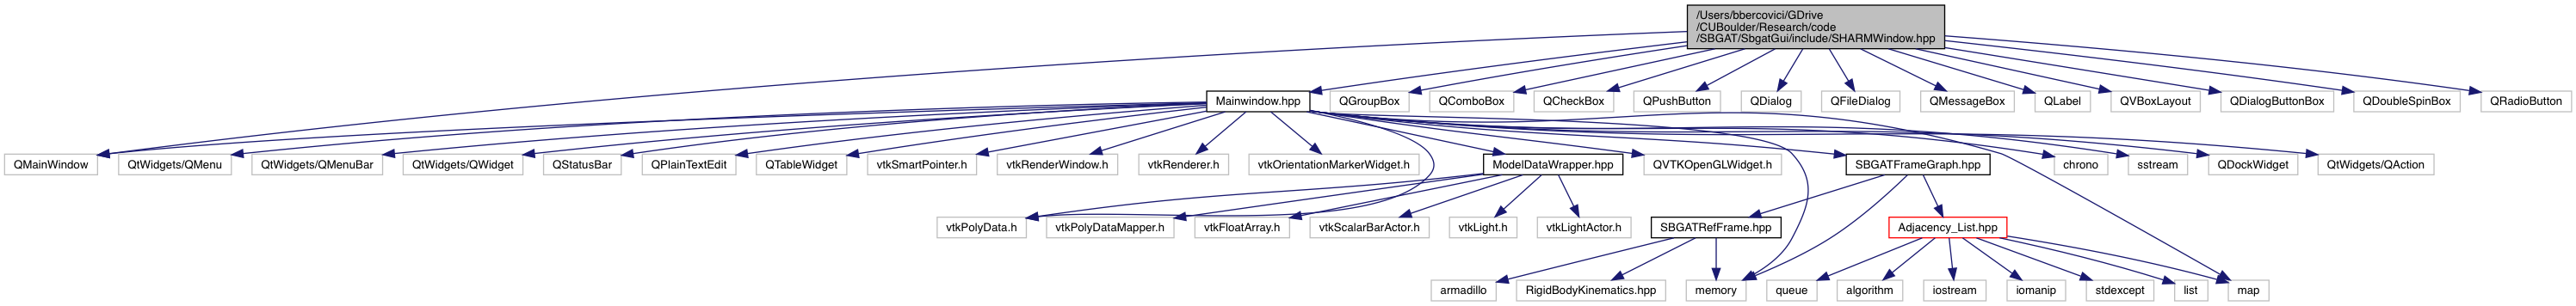 /Users/bbercovici/GDrive
/CUBoulder/Research/code
/SBGAT/SbgatGui/include/SHARMWindow.hpp
Mainwindow.hpp
QGroupBox
QComboBox
QCheckBox
QPushButton
QDialog
QFileDialog
QMessageBox
QLabel
QVBoxLayout
QDialogButtonBox
QDoubleSpinBox
QRadioButton
QMainWindow
QtWidgets/QMenu
QtWidgets/QMenuBar
QtWidgets/QWidget
QStatusBar
QPlainTextEdit
QTableWidget
vtkSmartPointer.h
vtkRenderWindow.h
vtkRenderer.h
vtkOrientationMarkerWidget.h
ModelDataWrapper.hpp
QVTKOpenGLWidget.h
SBGATFrameGraph.hpp
chrono
sstream
QDockWidget
QtWidgets/QAction
vtkPolyData.h
vtkPolyDataMapper.h
vtkFloatArray.h
vtkScalarBarActor.h
vtkLight.h
vtkLightActor.h
SBGATRefFrame.hpp
Adjacency_List.hpp
armadillo
RigidBodyKinematics.hpp
memory
queue
algorithm
iostream
iomanip
stdexcept
list
map